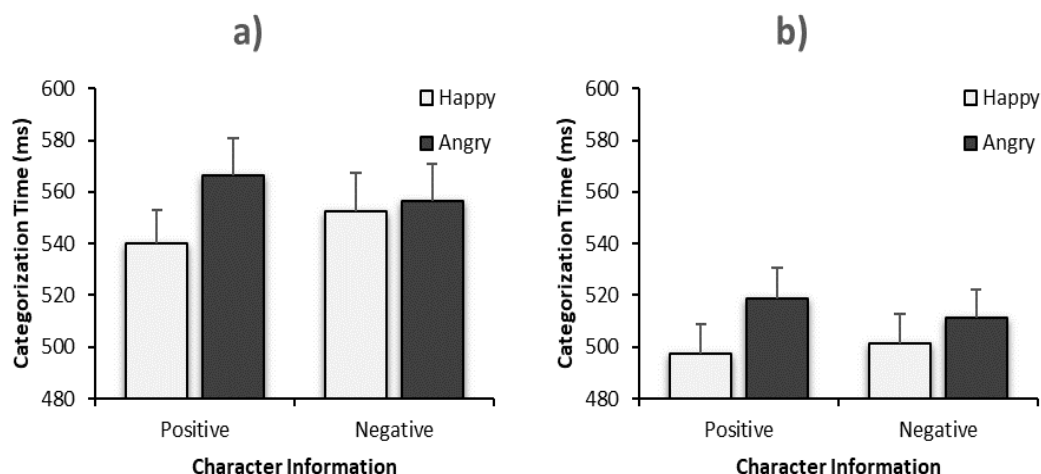 a)
Categorization Time (ms)
600
580
560
540
520
500
480
Happy
Angry
Positive
Negative
Character Information
b)
Categorization Time (ms)
600
580
560
540
520
500
480
Happy
Angry
Positive
Negative
Character Information